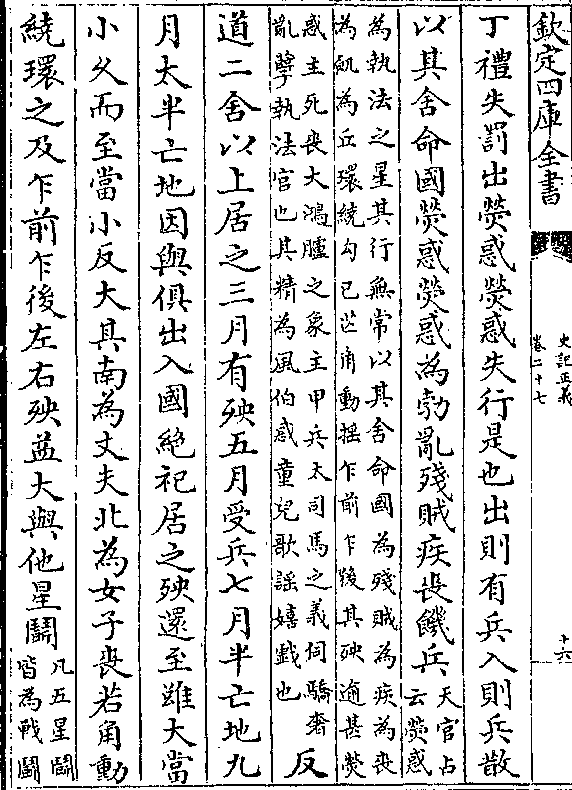 欽定四庫全書
史記正義
卷二十七
十六
丁禮失罰出熒惑熒惑失行是也出則有兵入則兵散
以其舍命國熒惑熒惑為勃亂殘賊疾喪饑兵
天官占
云熒惑
為執法之星其行無常以其舍命國為殘賊為疾為喪
為飢為兵環繞勾己芒角動搖乍前乍後其殃逾甚熒
惑主死喪大鴻臚之象主甲兵太司馬之義伺驕奢
亂孽執法官也其精為風伯惑童兒歌謡嬉戲也
反
道二舍以上居之三月有殃五月受兵七月半亡地九
月太半亡地因與俱出入國絶祀居之殃還至雖大當
小久而至當小反大其南為丈夫北為女子喪若角動
繞環之及乍前乍後左右殃益大與他星鬭
凡五星鬭
皆為戰鬭